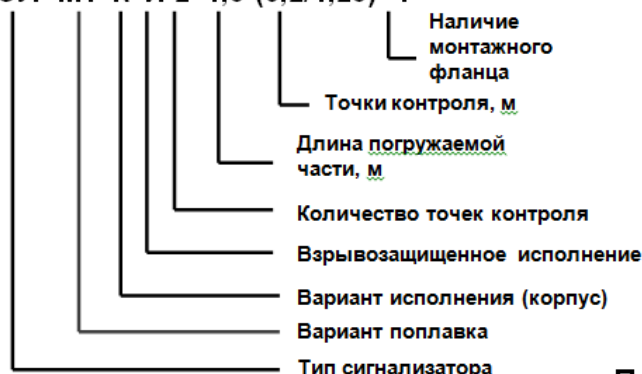 Наличие
монтажного
фланца
Точки контроля, м
Длина погружаемой
части, м
Количество точек контроля
Взрывозащищенное исполнение
Вариант исполнения (корпус)
Вариант поплавка
Тип сигнализатора